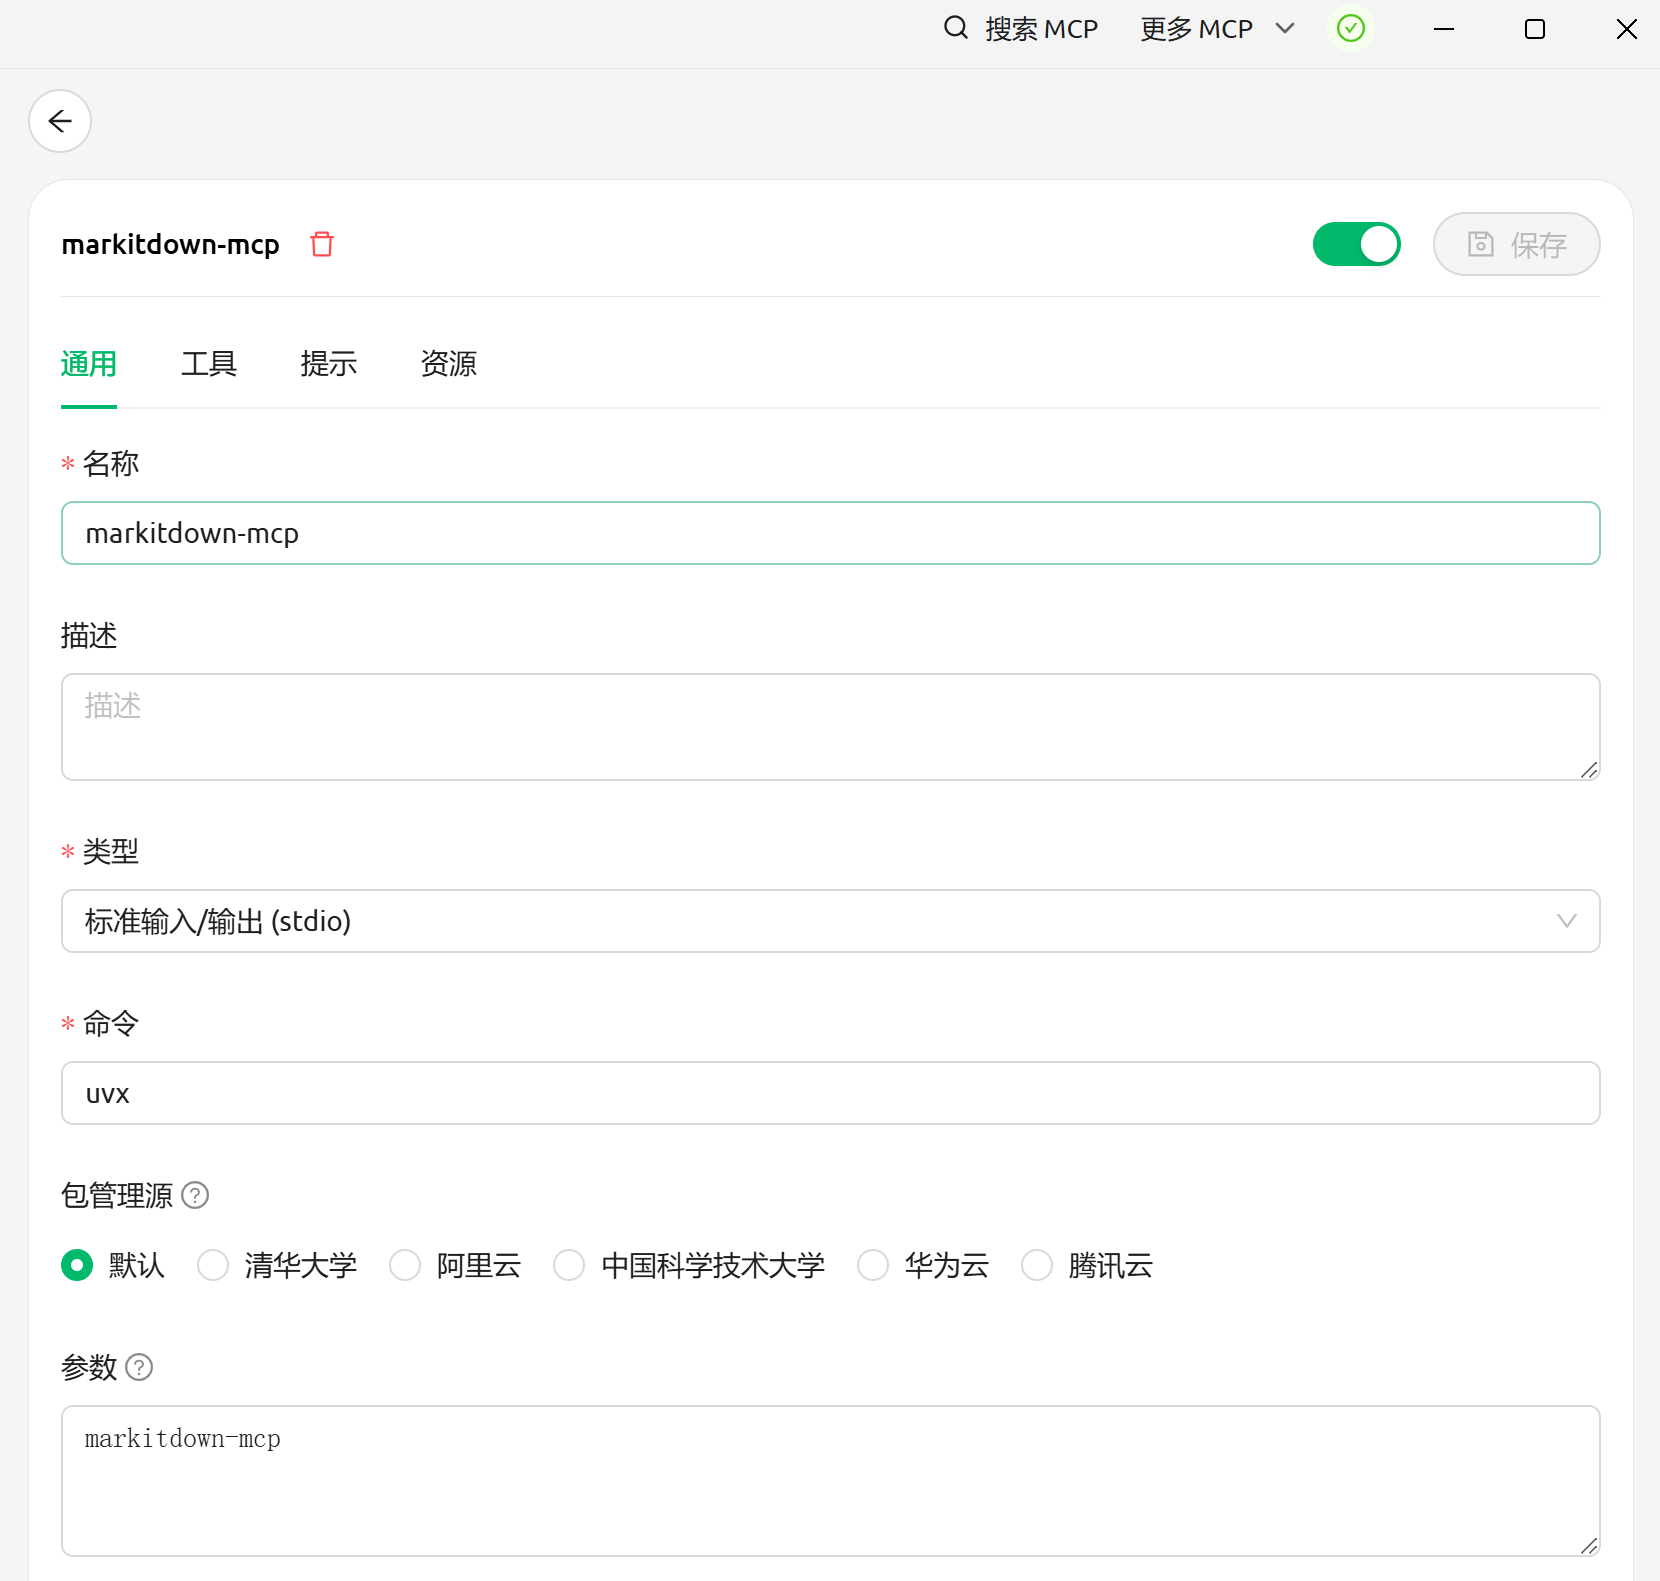 搜索 MCP 更多 MCP
markitdown-mcp 保存
通用 工具 提示 资源
* 名称
markitdown-mcp
描述
描述
* 类型
标准输入/输出 (stdio)
* 命令
uvx
包管理源 ?
默认 清华大学 阿里云 中国科学技术大学 华为云 腾讯云
参数 ?
markitdown-mcp